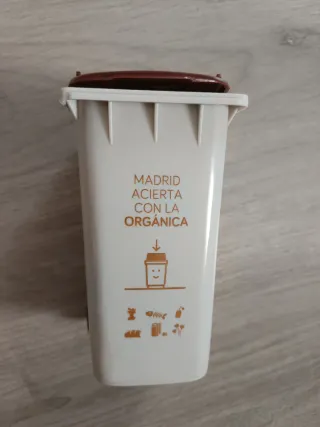 MADRID
ACIERTA
CON LA
ORGÁNICA